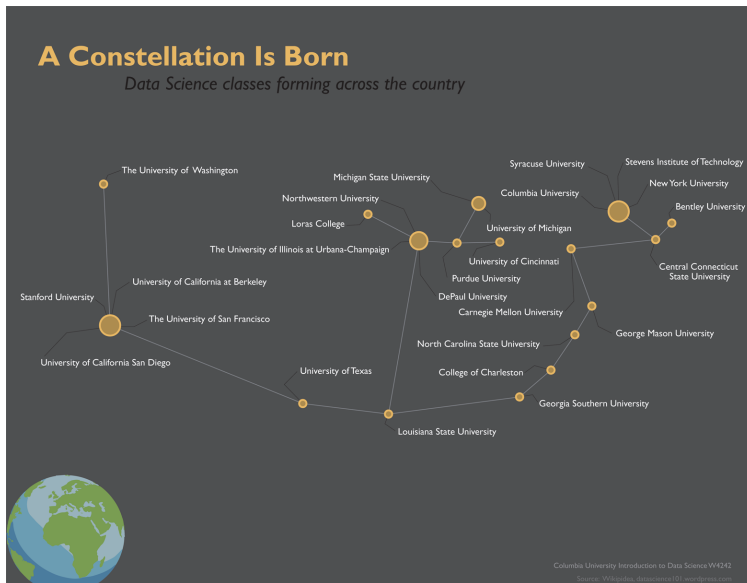 A Constellation Is Born
Data Science classes forming across the country
Syracuse University
Stevens Institute of Technology
The University of Washington
Michigan State University
New York University
Columbia University
Northwestern University
Bentley University
Loras College
University of Michigan
The University of Illinois at Urbana-Champaign
University of Cincinnati
Central Connecticut
State University
Purdue University
University of California at Berkeley
DePaul University
Stanford University
Carnegie Mellon University
The University of San Francisco
George Mason University
North Carolina State University
University of California San Diego
University of Texas
College of Charleston
Georgia Southern University
Louisiana State University
Columbia University Introduction to Data Science W4242
Source: Wikipidea, datascience101.wordpress.com